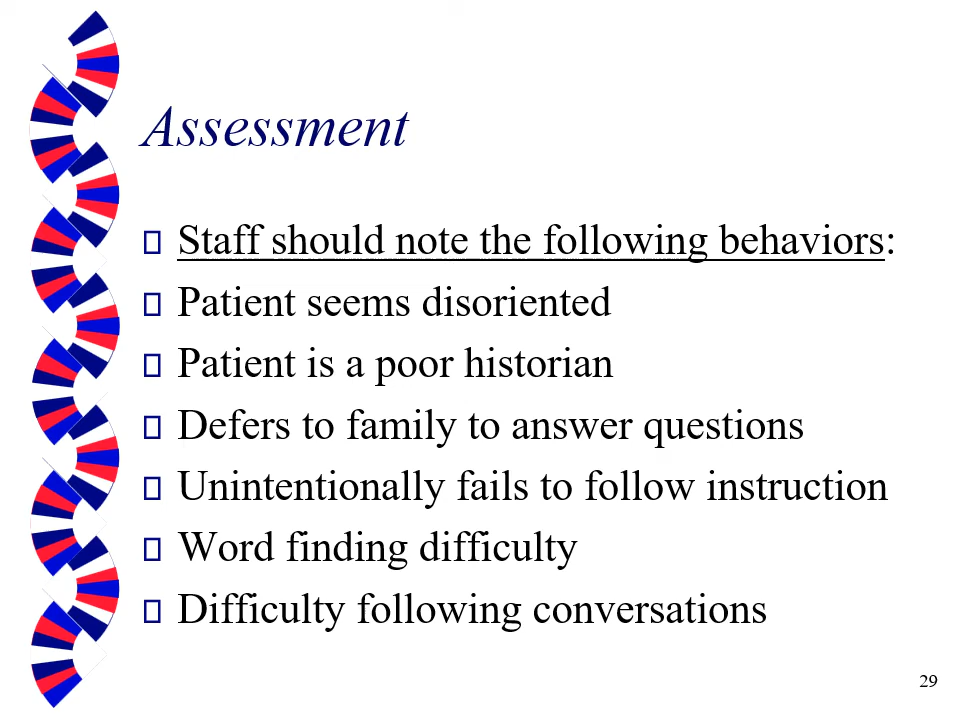 Assessment
Staff should note the following behaviors:
Patient seems disoriented
Patient is a poor historian
Defers to family to answer questions
Unintentionally fails to follow instruction
Word finding difficulty
Difficulty following conversations
29